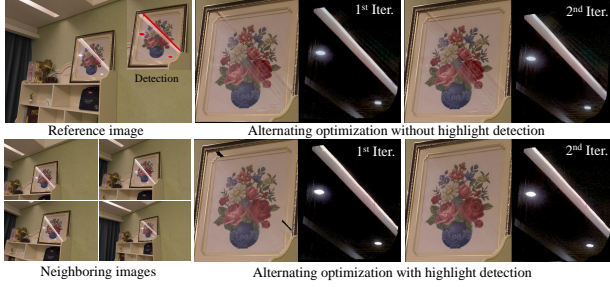 1st Iter.
2nd Iter.
Detection
Reference image
Alternating optimization without highlight detection
1st Iter.
2nd Iter.
Neighboring images
Alternating optimization with highlight detection